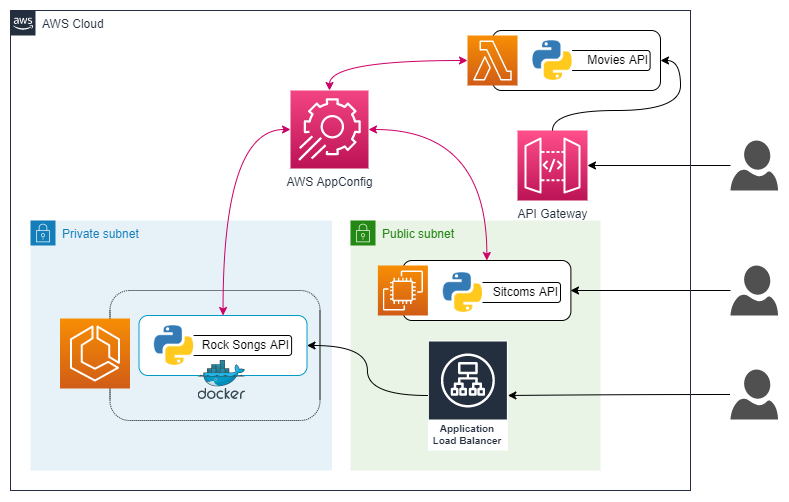 aws
AWS Cloud
Movies API
AWS AppConfig
API Gateway
Private subnet
Public subnet
Sitcoms API
Rock Songs API
docker
Application
Load Balancer